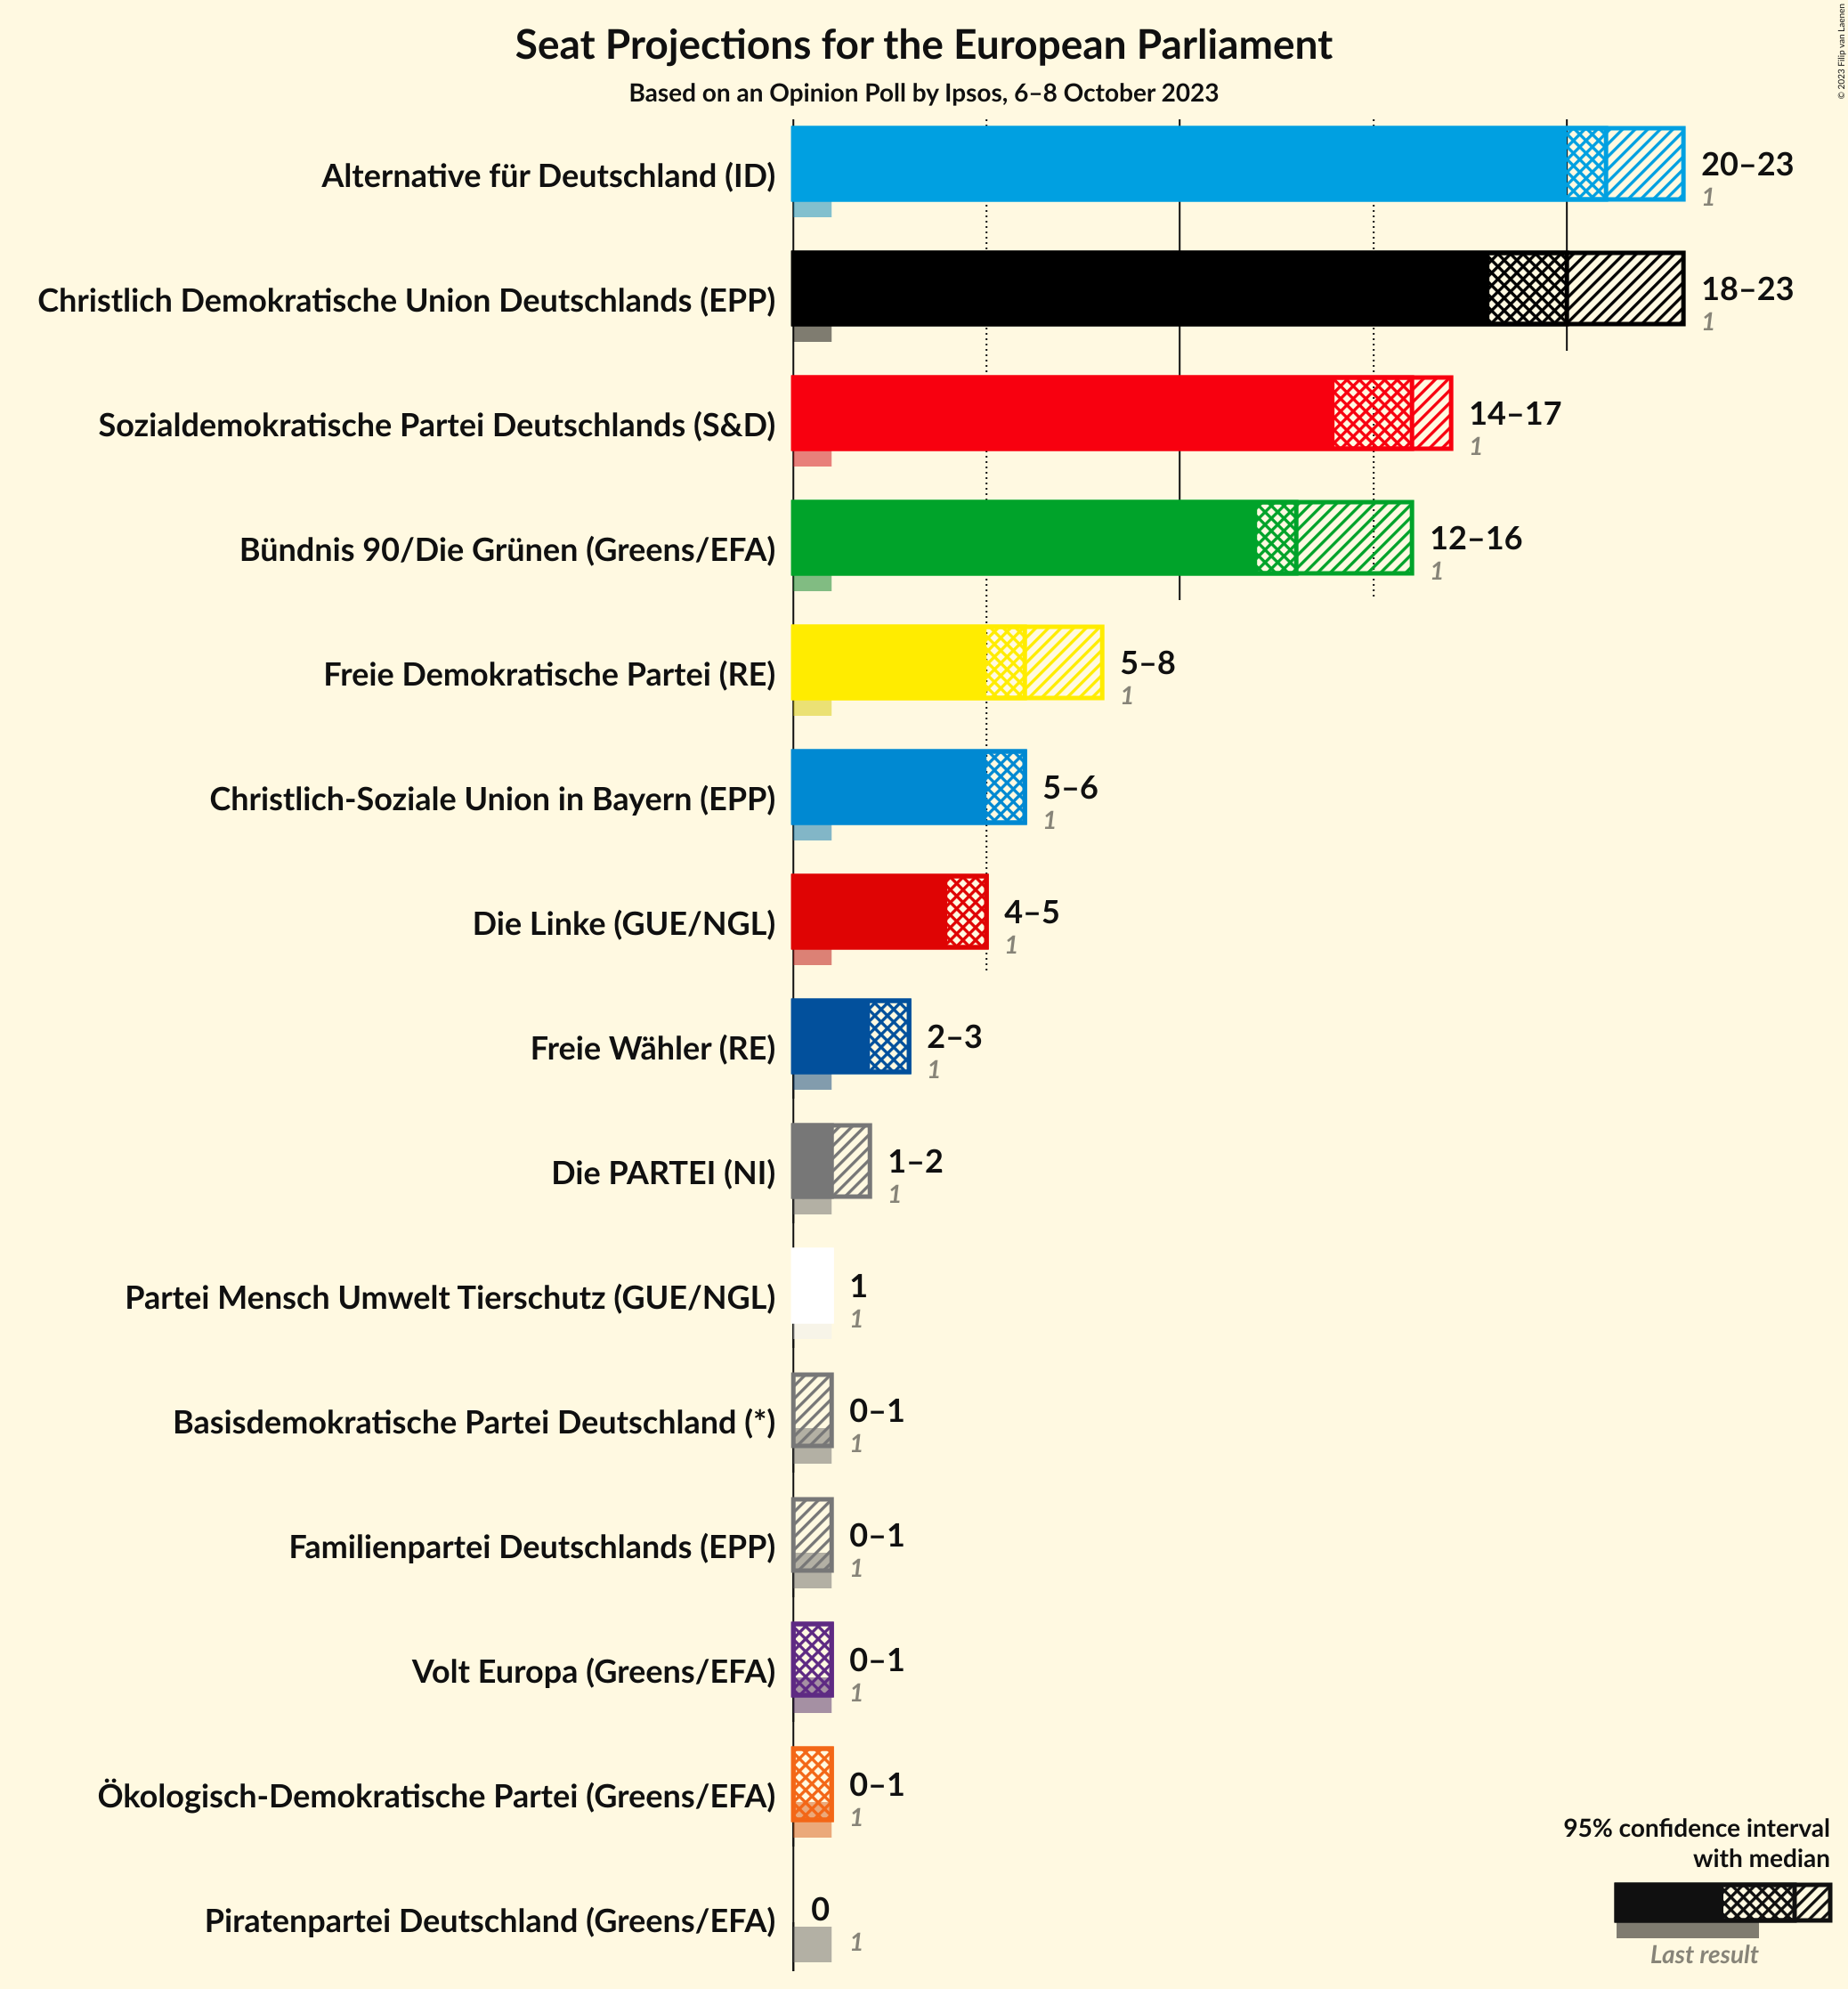 Seat Projections for the European Parliament
Based on an Opinion Poll by Ipsos, 6–8 October 2023
© 2023 Filip van Laenen
Alternative für Deutschland (ID)
20–23
1
Christlich Demokratische Union Deutschlands (EPP)
18–23
1
Sozialdemokratische Partei Deutschlands (S&D)
14–17
1
Bündnis 90/Die Grünen (Greens/EFA)
12–16
1
Freie Demokratische Partei (RE)
5–8
1
Christlich-Soziale Union in Bayern (EPP)
5–6
1
Die Linke (GUE/NGL)
4–5
1
Freie Wähler (RE)
2–3
1
Die PARTEI (NI)
1–2
1
Partei Mensch Umwelt Tierschutz (GUE/NGL)
1
1
Basisdemokratische Partei Deutschland (*)
0–1
1
Familienpartei Deutschlands (EPP)
0–1
1
Volt Europa (Greens/EFA)
0–1
1
Ökologisch-Demokratische Partei (Greens/EFA)
0–1
1
Piratenpartei Deutschland (Greens/EFA)
0
1
95% confidence interval
with median
Last result